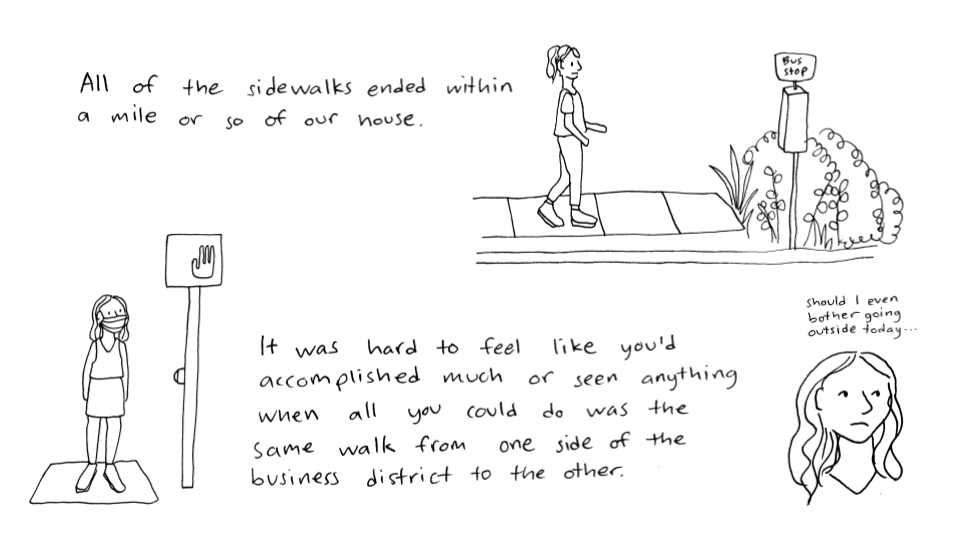 All of the sidewalks ended within
a mile or so of our house.
Bus
stop
It was hard to feel like you'd
accomplished much or seen anything
when all you could do was the
same walk from one side of the
business district to the other.
should I even
bother going
outside today...